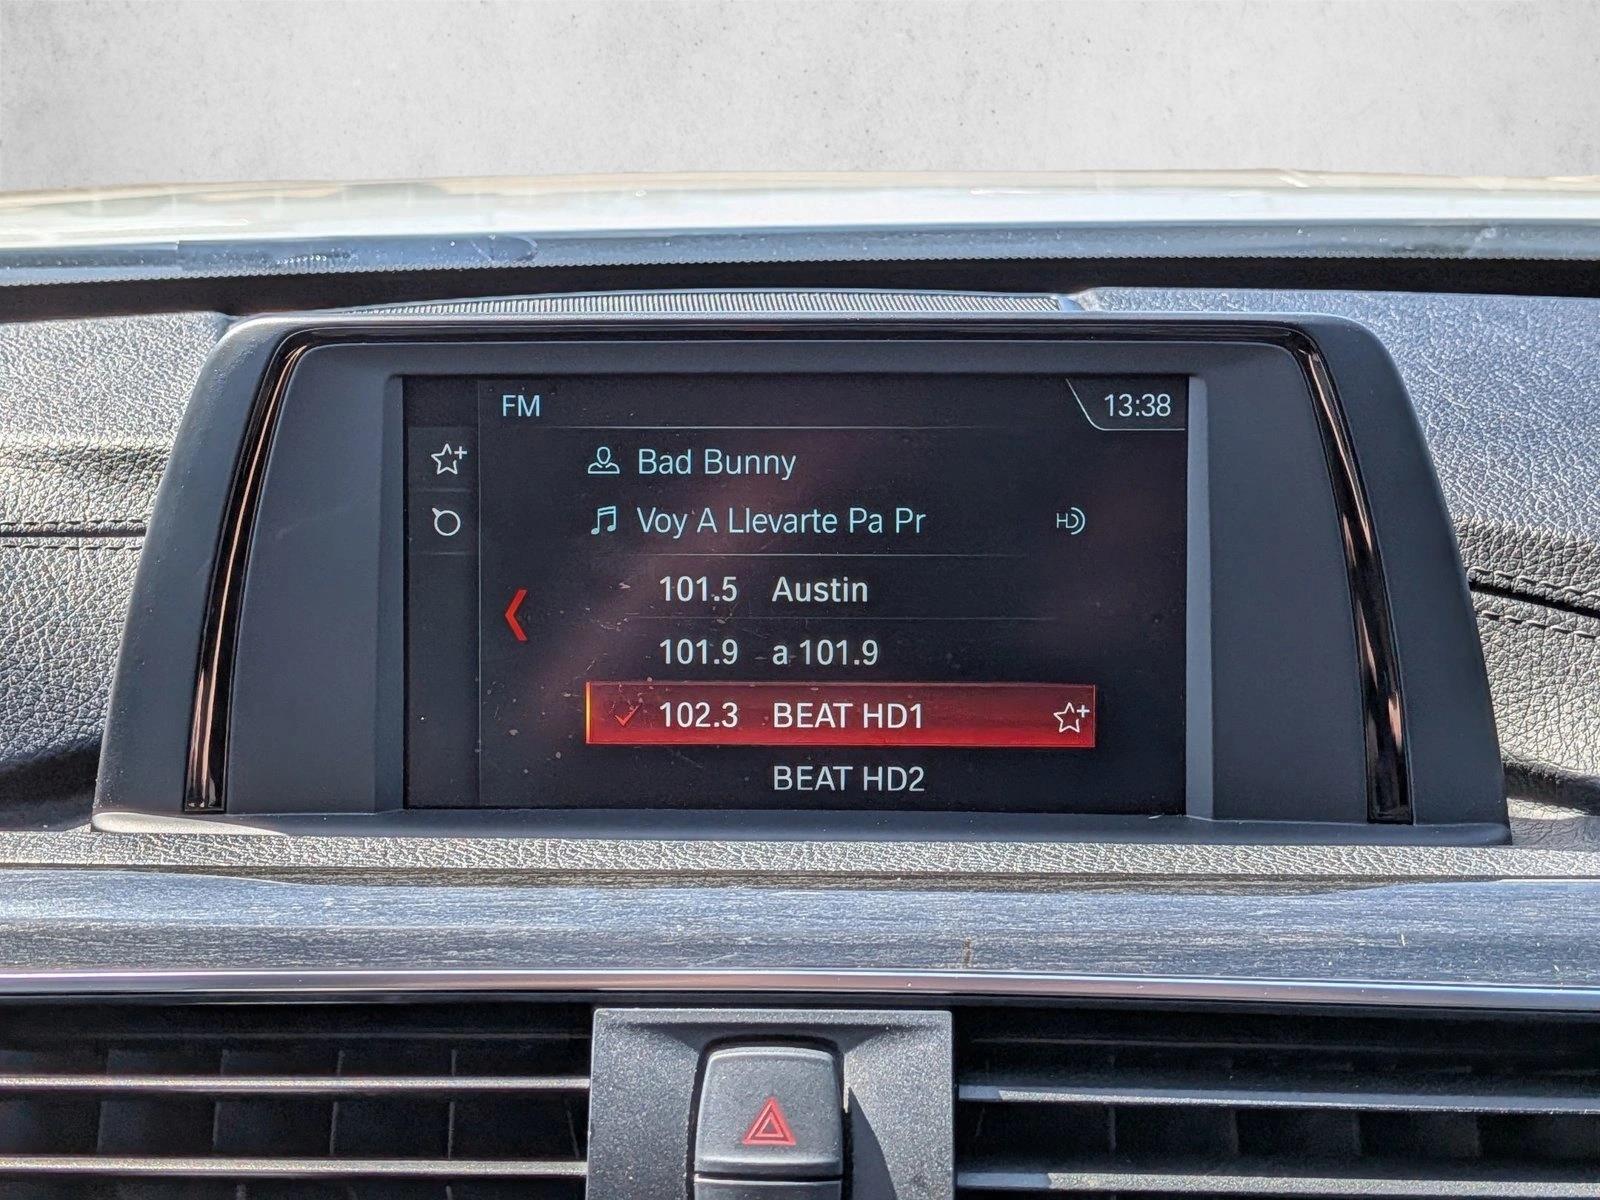 FM 13:38
Bad Bunny
Voy A Llevarte Pa Pr HD
101.5 Austin
101.9 a 101.9
102.3 BEAT HD1
BEAT HD2